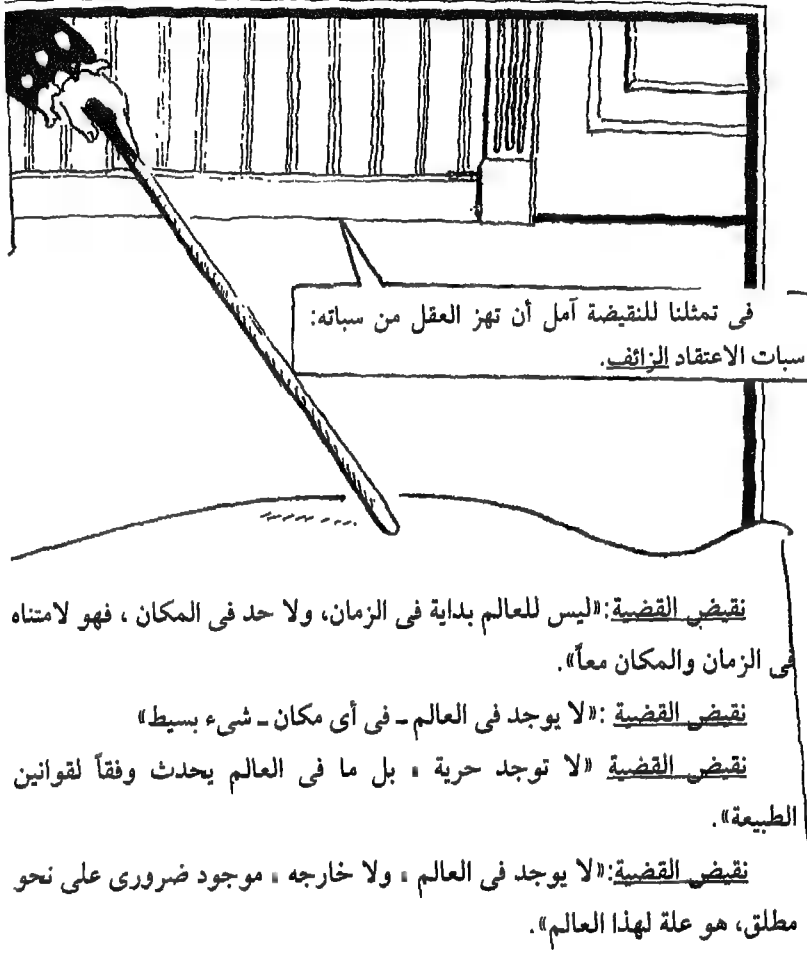 فى تمثلنا للنقيضة آمل أن تهز العقل من سباته:
سبات الاعتقاد الزائف.
نقيض القضية: «ليس للعالم بداية فى الزمان، ولا حد فى المكان ، فهو لامتناه
فى الزمان والمكان معاً».
نقيض القضية : «لا يوجد فى العالم ـ فى أى مكان ـ شىء بسيط»
نقيض القضية «لا توجد حرية ، بل ما فى العالم يحدث وفقاً لقوانين
الطبيعة».
نقيض القضية: «لا يوجد فى العالم ، ولا خارجه ، موجود ضرورى على نحو
مطلق، هو علة لهذا العالم».